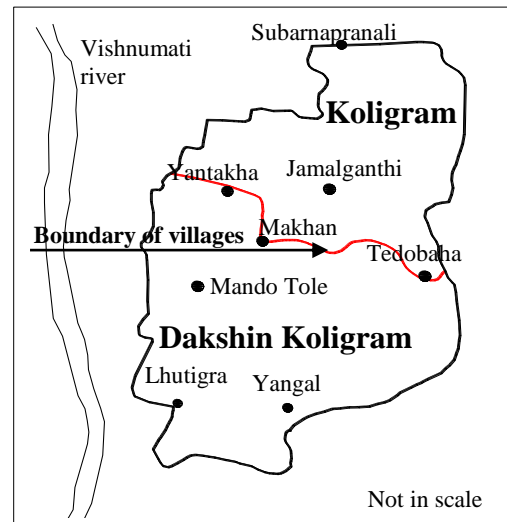 Subarnapranali
Vishnumati
river
Koligram
Jamalganthi
Yantakha
Makhan
Boundary of villages
Tedobaha
Mando Tole
Dakshin Koligram
Lhutigra
Yangal
Not in scale